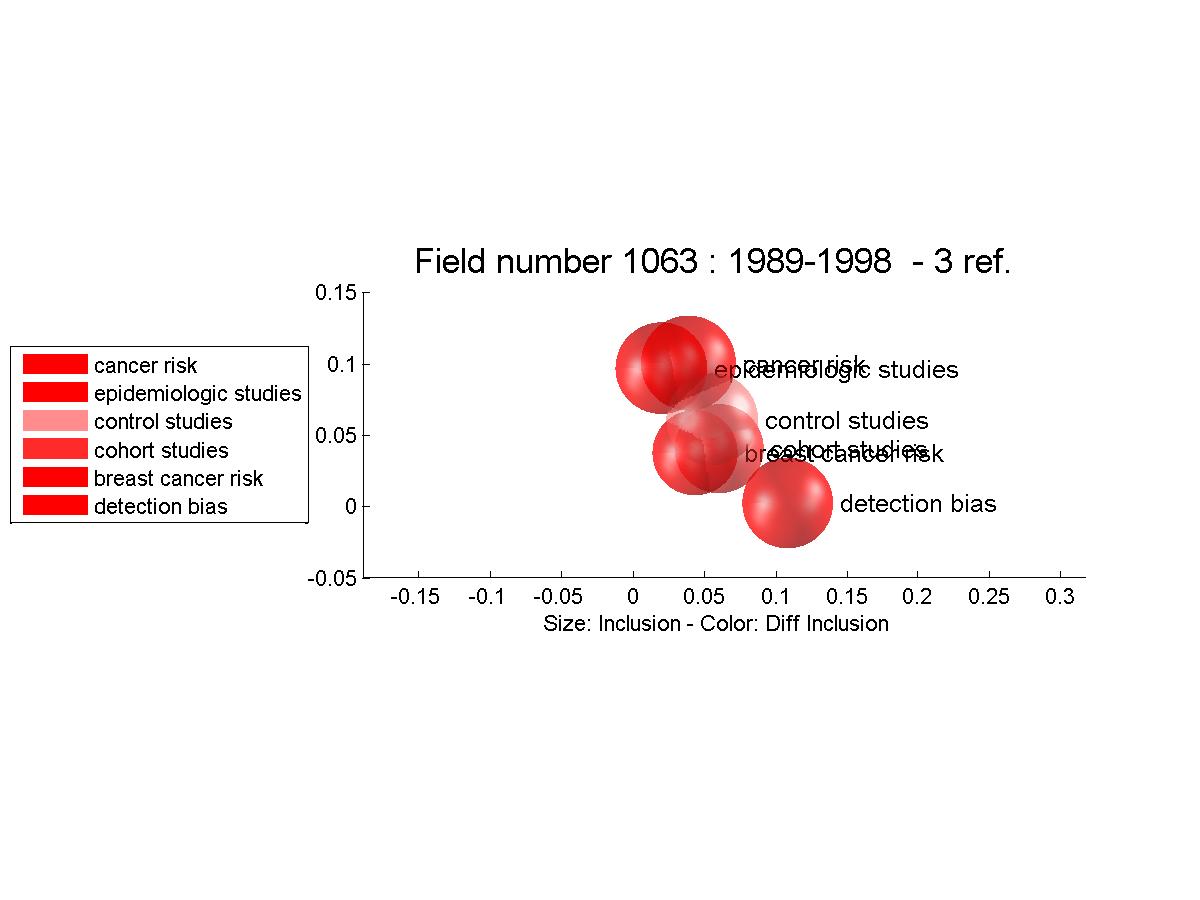 Field number 1063 : 1989-1998 - 3 ref.
cancer risk
epidemiologic studies
control studies
cohort studies
breast cancer risk
detection bias
0.15
0.1
0.05
0
-0.05
cancer risk
epidemiologic studies
control studies
cohort studies
breast cancer risk
detection bias
-0.15 -0.1 -0.05 0 0.05 0.1 0.15 0.2 0.25 0.3
Size: Inclusion - Color: Diff Inclusion